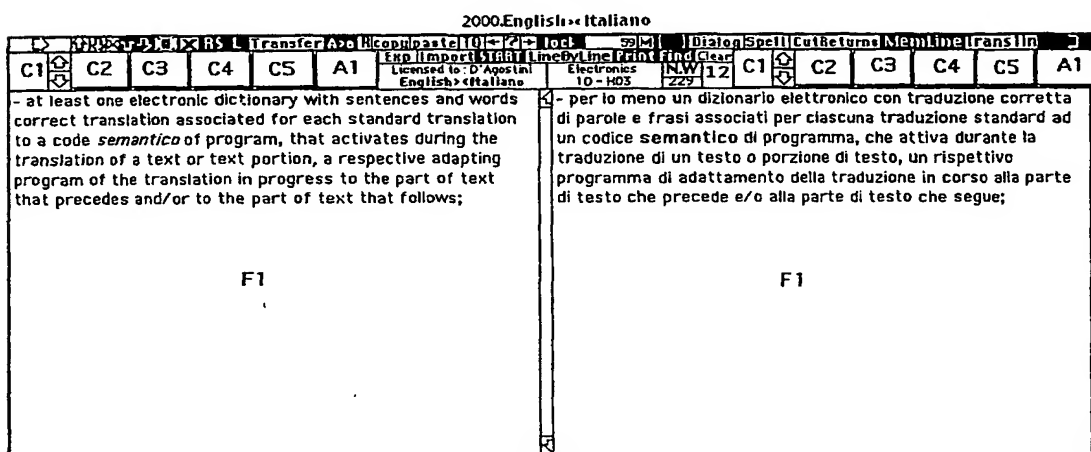 2000.English›‹Italiano
RS L Transfer A>a R copy paste TQ ← ? → lock 59 M Dialog Spell CutReturns MemLine TransLin
Exp Import START LineByLine Print Find Clear
C1 C2 C3 C4 C5 A1 Licensed to : D'Agostini Electronics N.W 12 C1 C2 C3 C4 C5 A1
English><Italiano 10 - H03 229
- at least one electronic dictionary with sentences and words
correct translation associated for each standard translation
to a code semantico of program, that activates during the
translation of a text or text portion, a respective adapting
program of the translation in progress to the part of text
that precedes and/or to the part of text that follows;
F1
- per lo meno un dizionario elettronico con traduzione corretta
di parole e frasi associati per ciascuna traduzione standard ad
un codice semantico di programma, che attiva durante la
traduzione di un testo o porzione di testo, un rispettivo
programma di adattamento della traduzione in corso alla parte
di testo che precede e/o alla parte di testo che segue;
F1